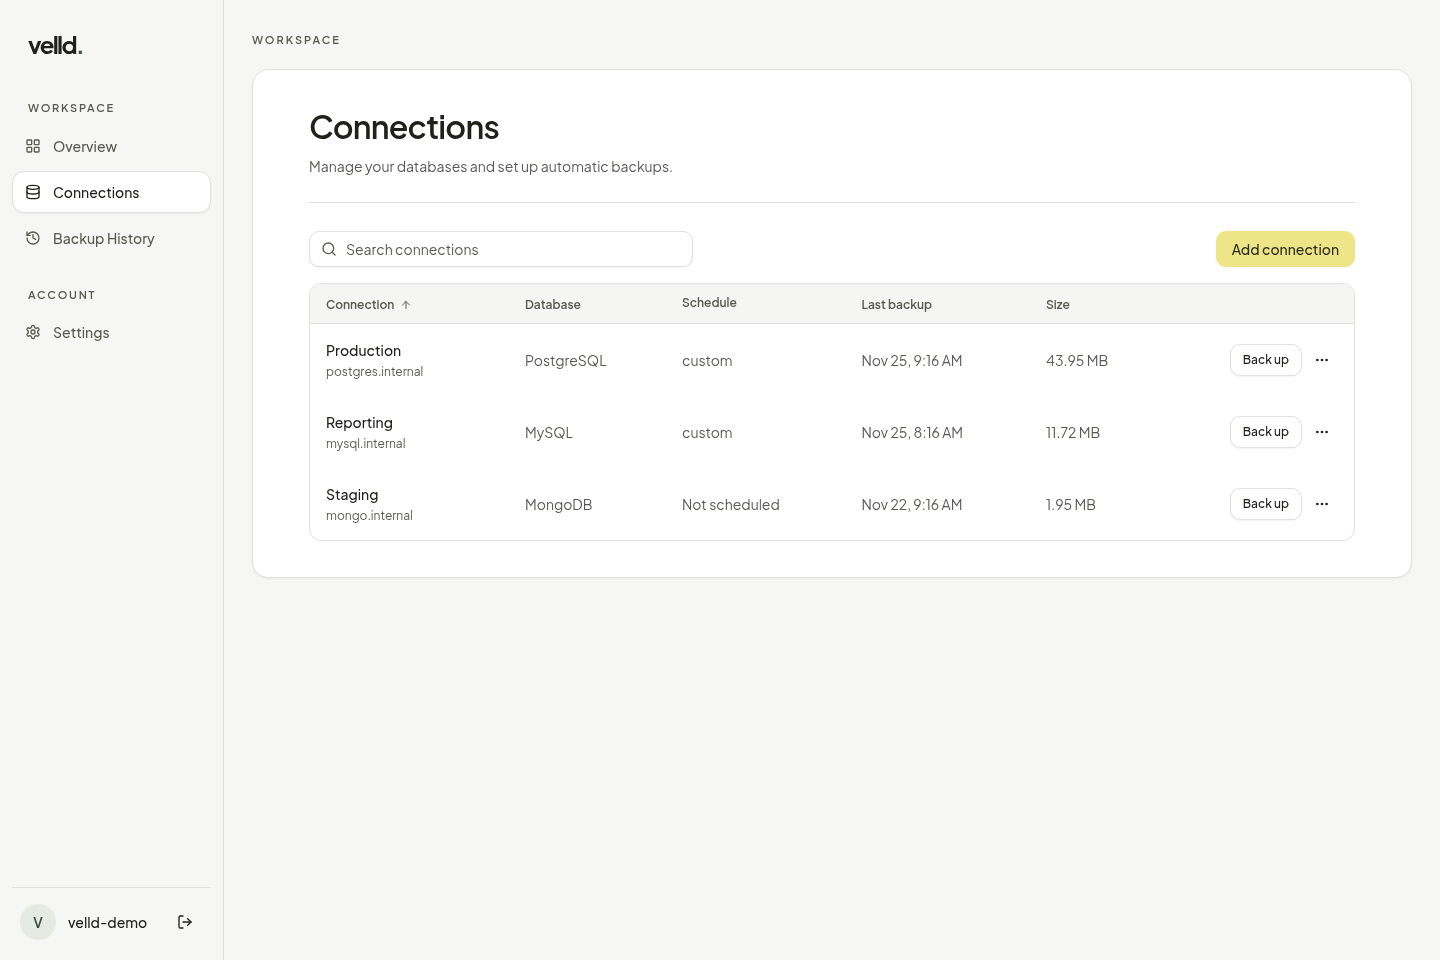 velld.
WORKSPACE
Overview
Connections
Backup History
ACCOUNT
Settings
V velld-demo
WORKSPACE
Connections
Manage your databases and set up automatic backups.
Search connections
Add connection
Connection ↑ Database Schedule Last backup Size
Production
postgres.internal
PostgreSQL custom Nov 25, 9:16 AM 43.95 MB Back up
Reporting
mysql.internal
MySQL custom Nov 25, 8:16 AM 11.72 MB Back up
Staging
mongo.internal
MongoDB Not scheduled Nov 22, 9:16 AM 1.95 MB Back up